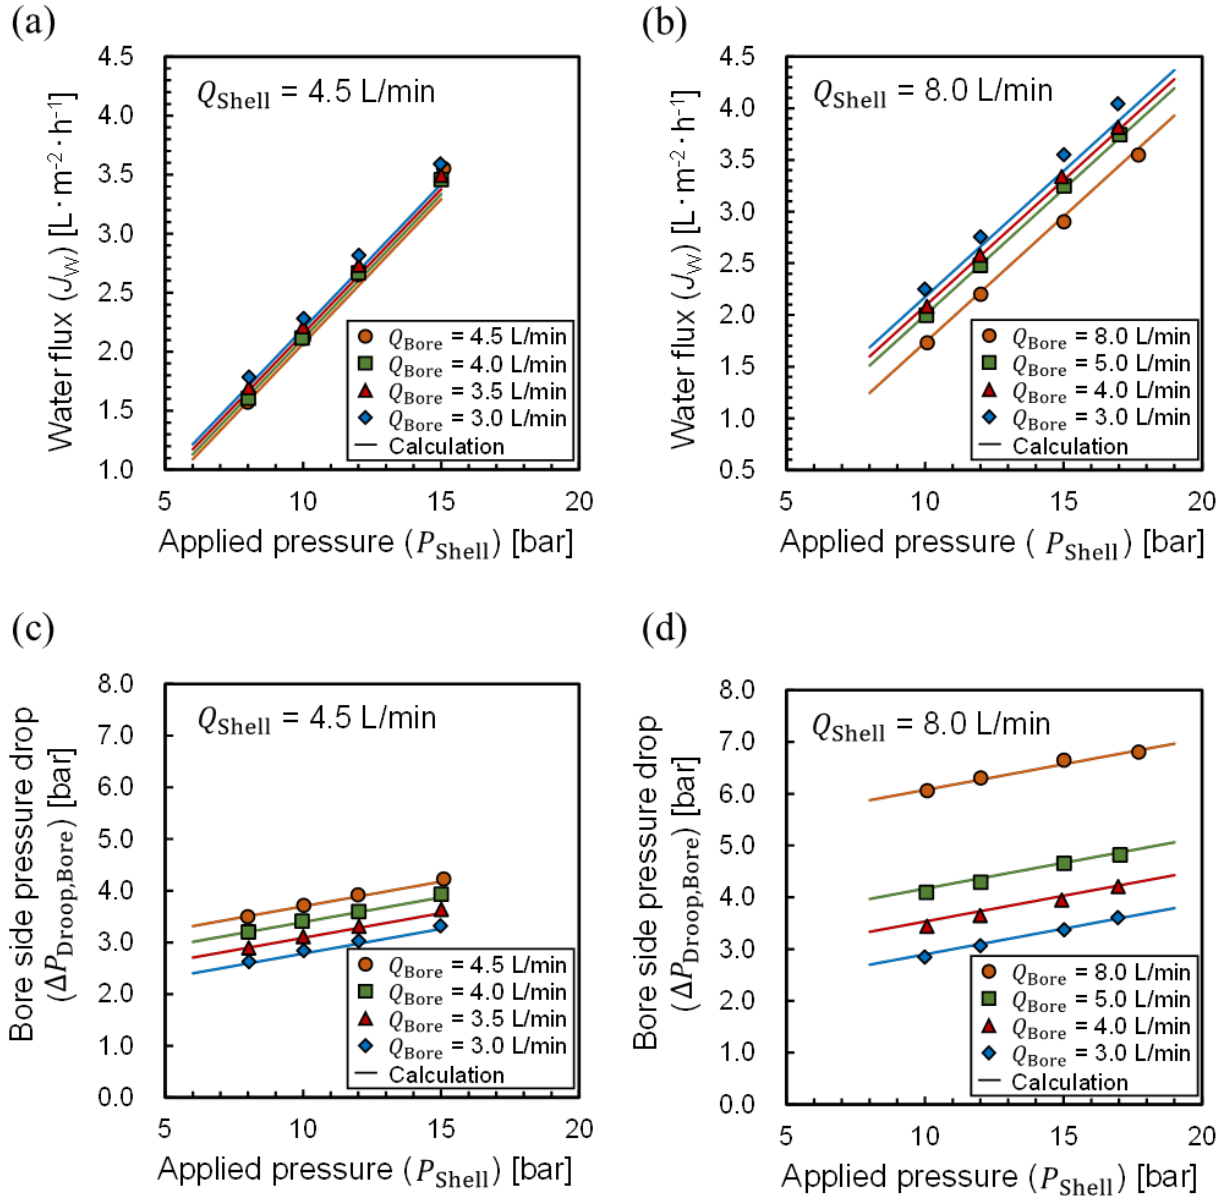 (a)
Water flux (J_W) [L · m⁻² · h⁻¹]
4.5
4.0
3.5
3.0
2.5
2.0
1.5
1.0
Q_Shell = 4.5 L/min
Q_Bore = 4.5 L/min
Q_Bore = 4.0 L/min
Q_Bore = 3.5 L/min
Q_Bore = 3.0 L/min
Calculation
5 10 15 20
Applied pressure (P_Shell) [bar]
(b)
Water flux (J_W) [L · m⁻² · h⁻¹]
4.5
4.0
3.5
3.0
2.5
2.0
1.5
1.0
0.5
Q_Shell = 8.0 L/min
Q_Bore = 8.0 L/min
Q_Bore = 5.0 L/min
Q_Bore = 4.0 L/min
Q_Bore = 3.0 L/min
Calculation
5 10 15 20
Applied pressure ( P_Shell) [bar]
(c)
Bore side pressure drop
(ΔP_Droop,Bore) [bar]
8.0
7.0
6.0
5.0
4.0
3.0
2.0
1.0
0.0
Q_Shell = 4.5 L/min
Q_Bore = 4.5 L/min
Q_Bore = 4.0 L/min
Q_Bore = 3.5 L/min
Q_Bore = 3.0 L/min
Calculation
5 10 15 20
Applied pressure (P_Shell) [bar]
(d)
Bore side pressure drop
(ΔP_Droop,Bore) [bar]
8.0
7.0
6.0
5.0
4.0
3.0
2.0
1.0
0.0
Q_Shell = 8.0 L/min
Q_Bore = 8.0 L/min
Q_Bore = 5.0 L/min
Q_Bore = 4.0 L/min
Q_Bore = 3.0 L/min
Calculation
5 10 15 20
Applied pressure (P_Shell) [bar]